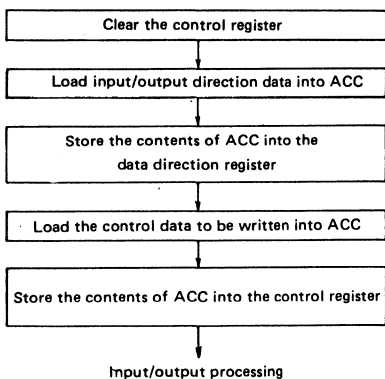 Clear the control register
Load input/output direction data into ACC
Store the contents of ACC into the
data direction register
Load the control data to be written into ACC
Store the contents of ACC into the control register
Input/output processing